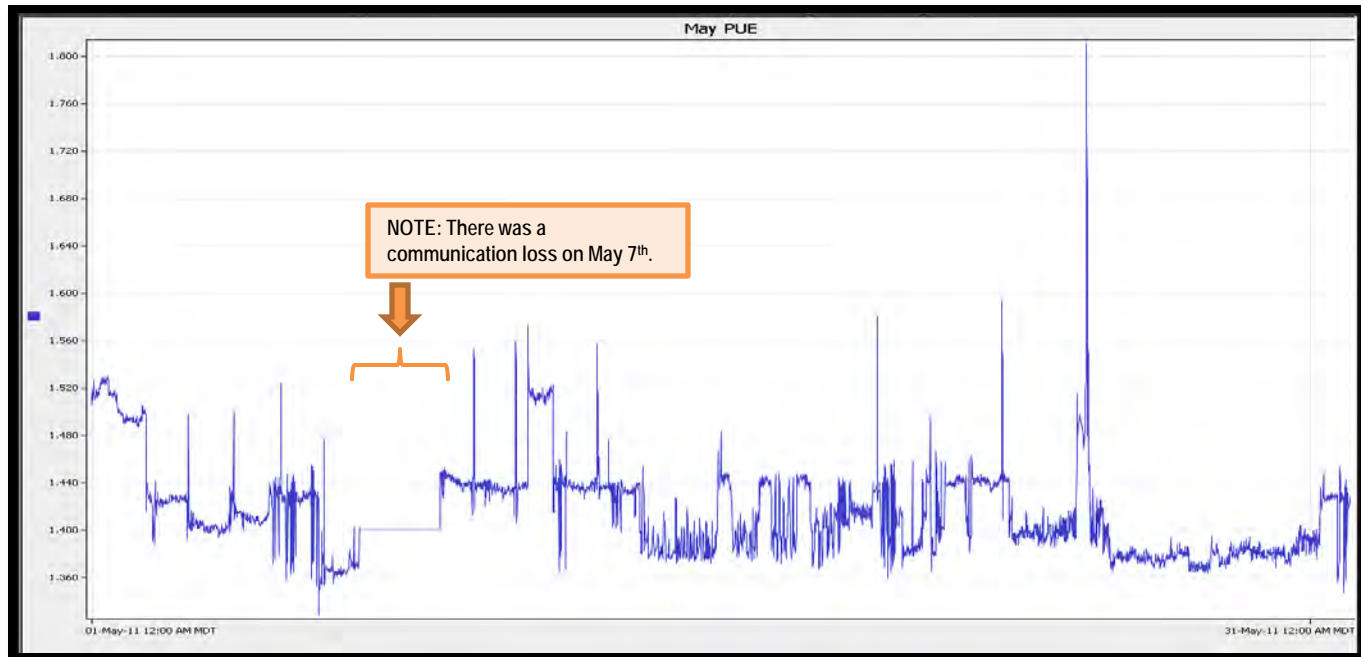 May PUE
1.800
1.760
1.720
1.680
1.640
1.600
1.560
1.520
1.480
1.440
1.400
1.360
NOTE: There was a
communication loss on May 7th.
01-May-11 12:00 AM MDT
31-May-11 12:00 AM MDT